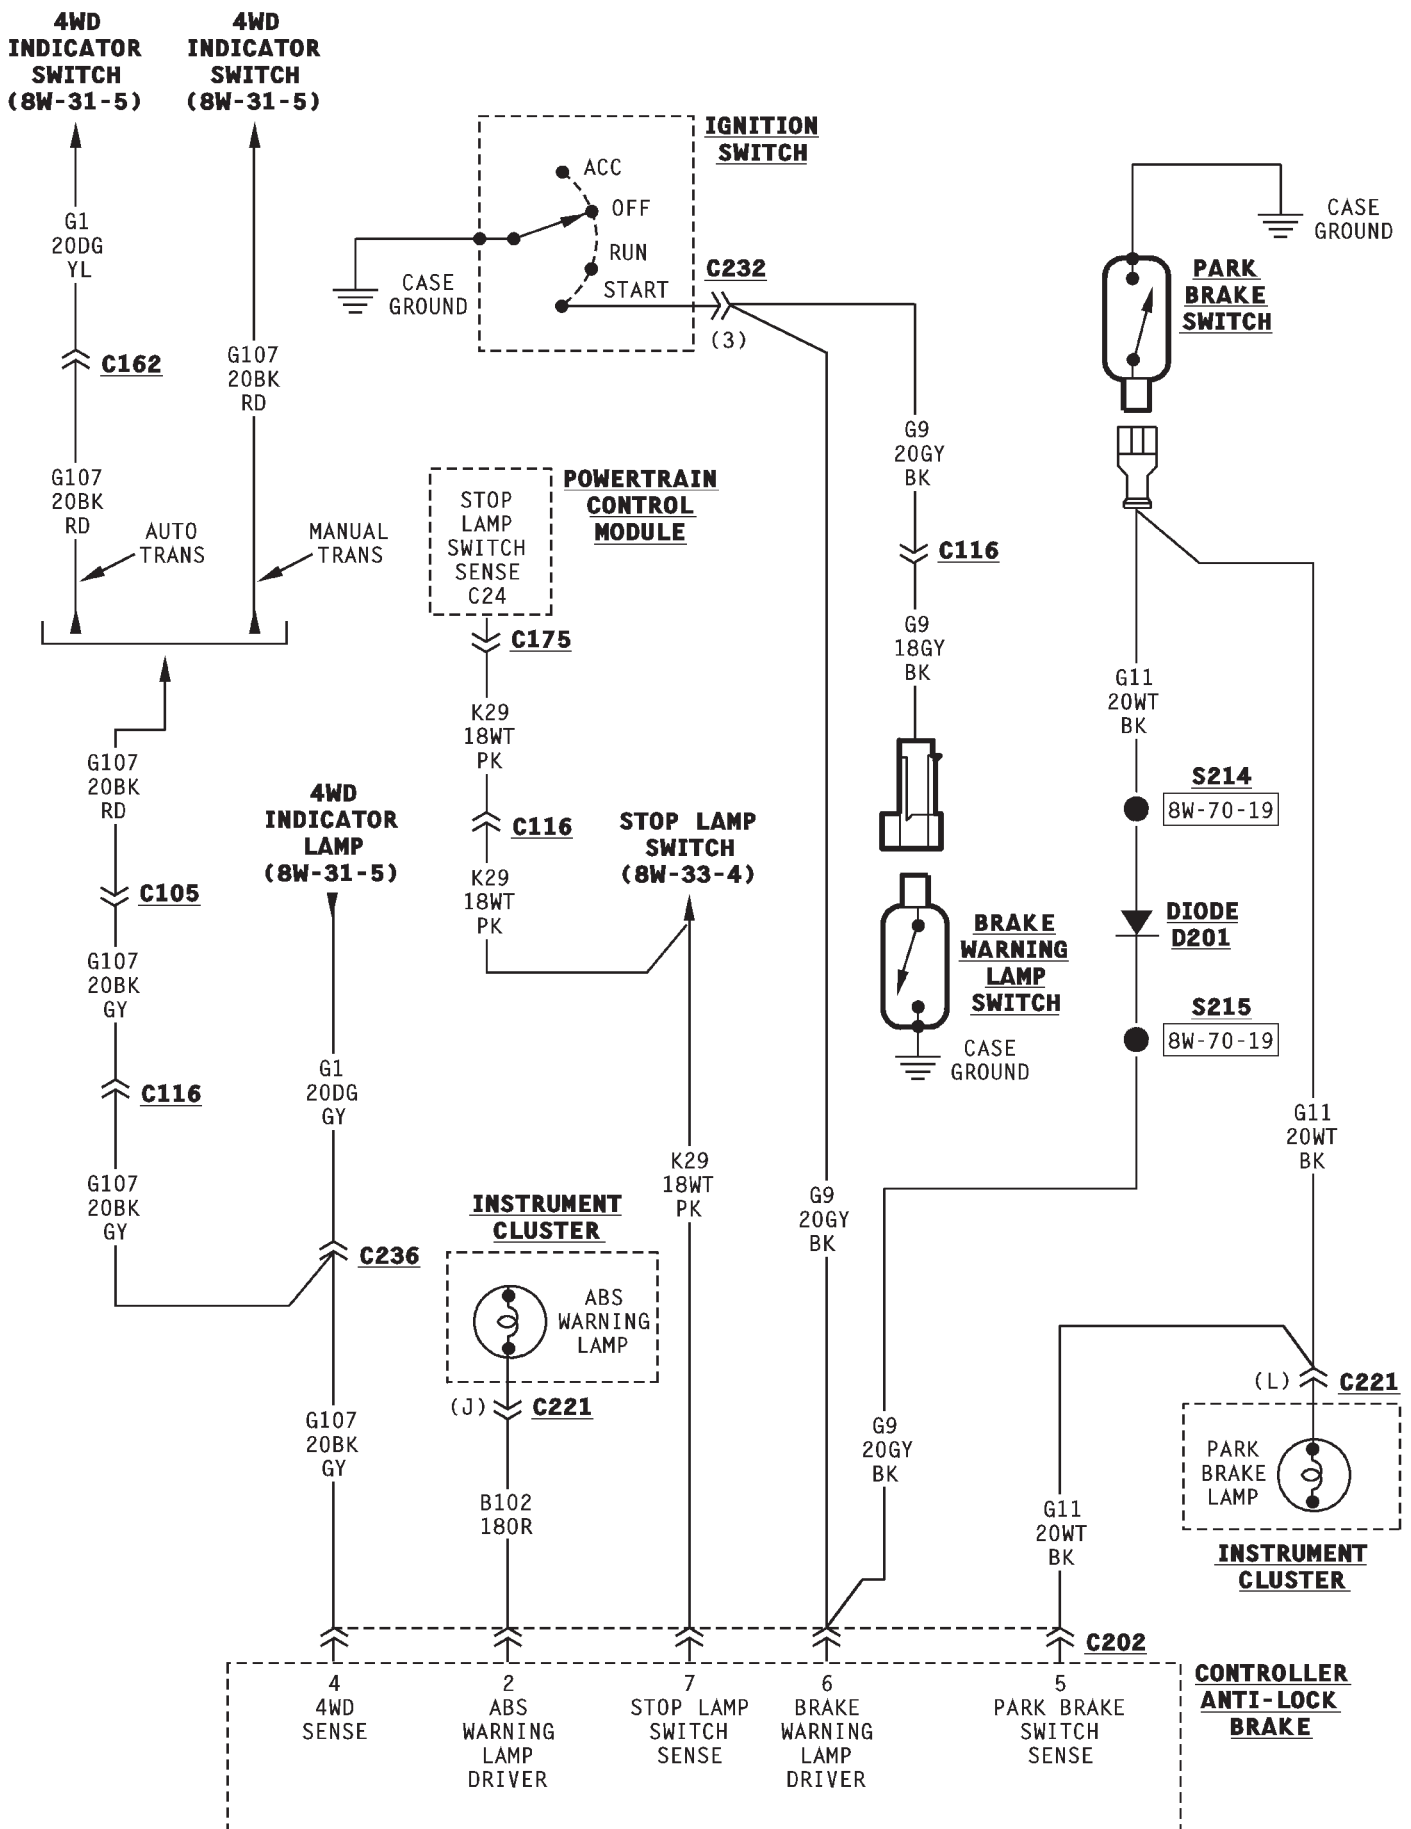 4WD
INDICATOR
SWITCH
(8W-31-5)
4WD
INDICATOR
SWITCH
(8W-31-5)
IGNITION
SWITCH
ACC
OFF
RUN
START
CASE
GROUND
C232
(3)
CASE
GROUND
PARK
BRAKE
SWITCH
G1
20DG
YL
C162
G107
20BK
RD
G107
20BK
RD
AUTO
TRANS
MANUAL
TRANS
POWERTRAIN
CONTROL
MODULE
STOP
LAMP
SWITCH
SENSE
C24
C175
K29
18WT
PK
C116
K29
18WT
PK
G9
20GY
BK
C116
G9
18GY
BK
G11
20WT
BK
S214
8W-70-19
DIODE
D201
S215
8W-70-19
G107
20BK
RD
C105
G107
20BK
GY
C116
G107
20BK
GY
4WD
INDICATOR
LAMP
(8W-31-5)
STOP LAMP
SWITCH
(8W-33-4)
BRAKE
WARNING
LAMP
SWITCH
CASE
GROUND
G1
20DG
GY
C236
K29
18WT
PK
G9
20GY
BK
G11
20WT
BK
INSTRUMENT
CLUSTER
ABS
WARNING
LAMP
(J)
C221
(L)
C221
PARK
BRAKE
LAMP
INSTRUMENT
CLUSTER
G107
20BK
GY
B102
18OR
G9
20GY
BK
G11
20WT
BK
C202
CONTROLLER
ANTI-LOCK
BRAKE
4
4WD
SENSE
2
ABS
WARNING
LAMP
DRIVER
7
STOP LAMP
SWITCH
SENSE
6
BRAKE
WARNING
LAMP
DRIVER
5
PARK BRAKE
SWITCH
SENSE